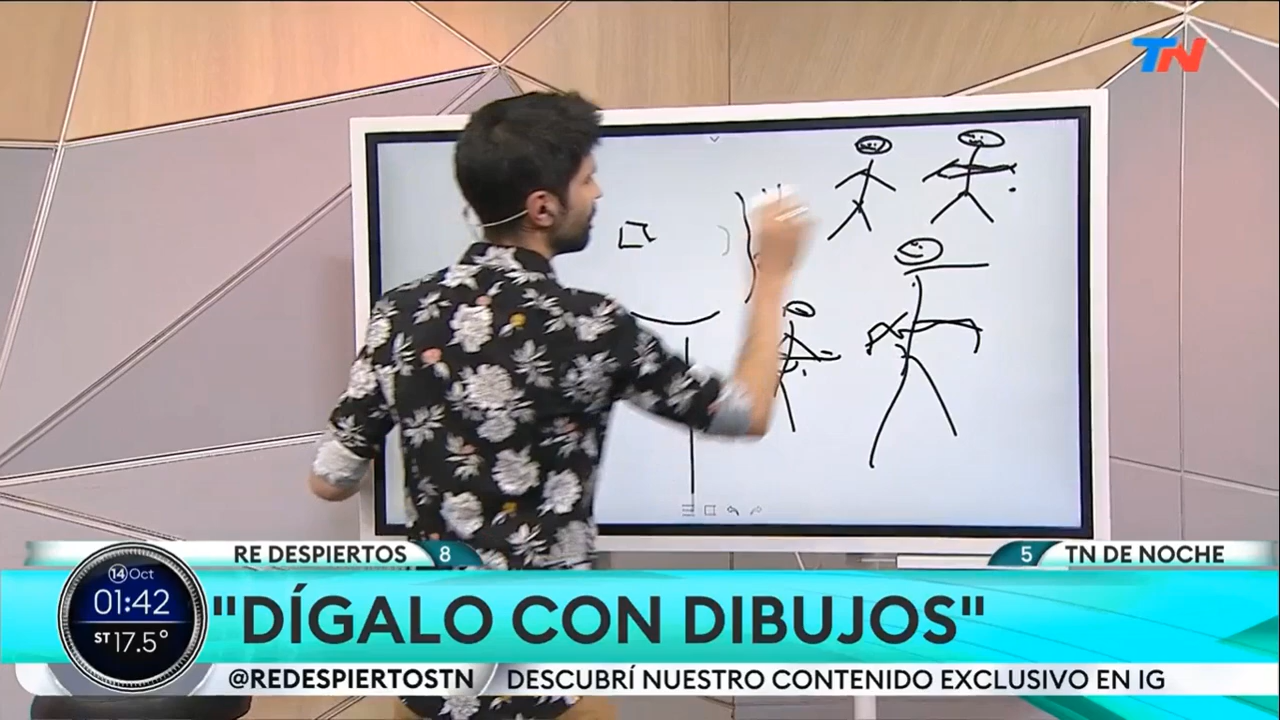 TN
RE DESPIERTOS 8
5 TN DE NOCHE
14 Oct
01:42
ST 17.5°
"DÍGALO CON DIBUJOS"
@REDESPIERTOSTN DESCUBRÍ NUESTRO CONTENIDO EXCLUSIVO EN IG